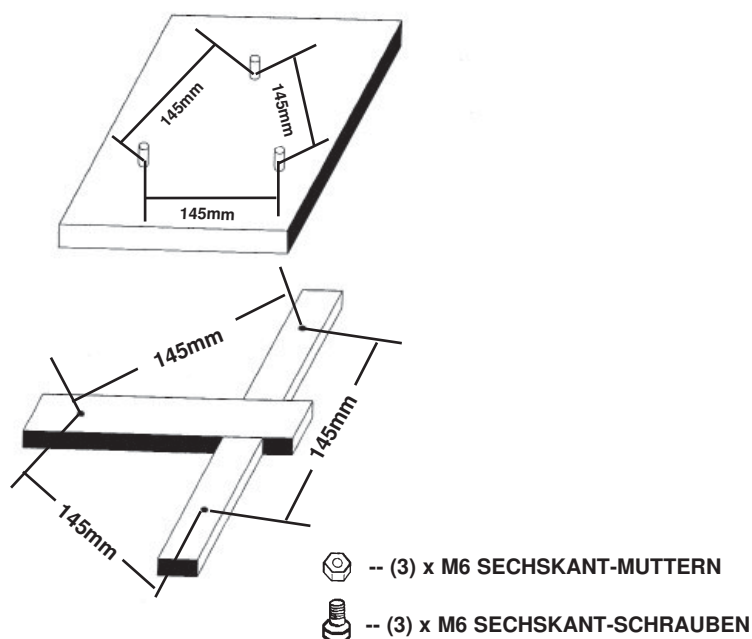 145mm
145mm
145mm
145mm
145mm
145mm
-- (3) x M6 SECHSKANT-MUTTERN
-- (3) x M6 SECHSKANT-SCHRAUBEN